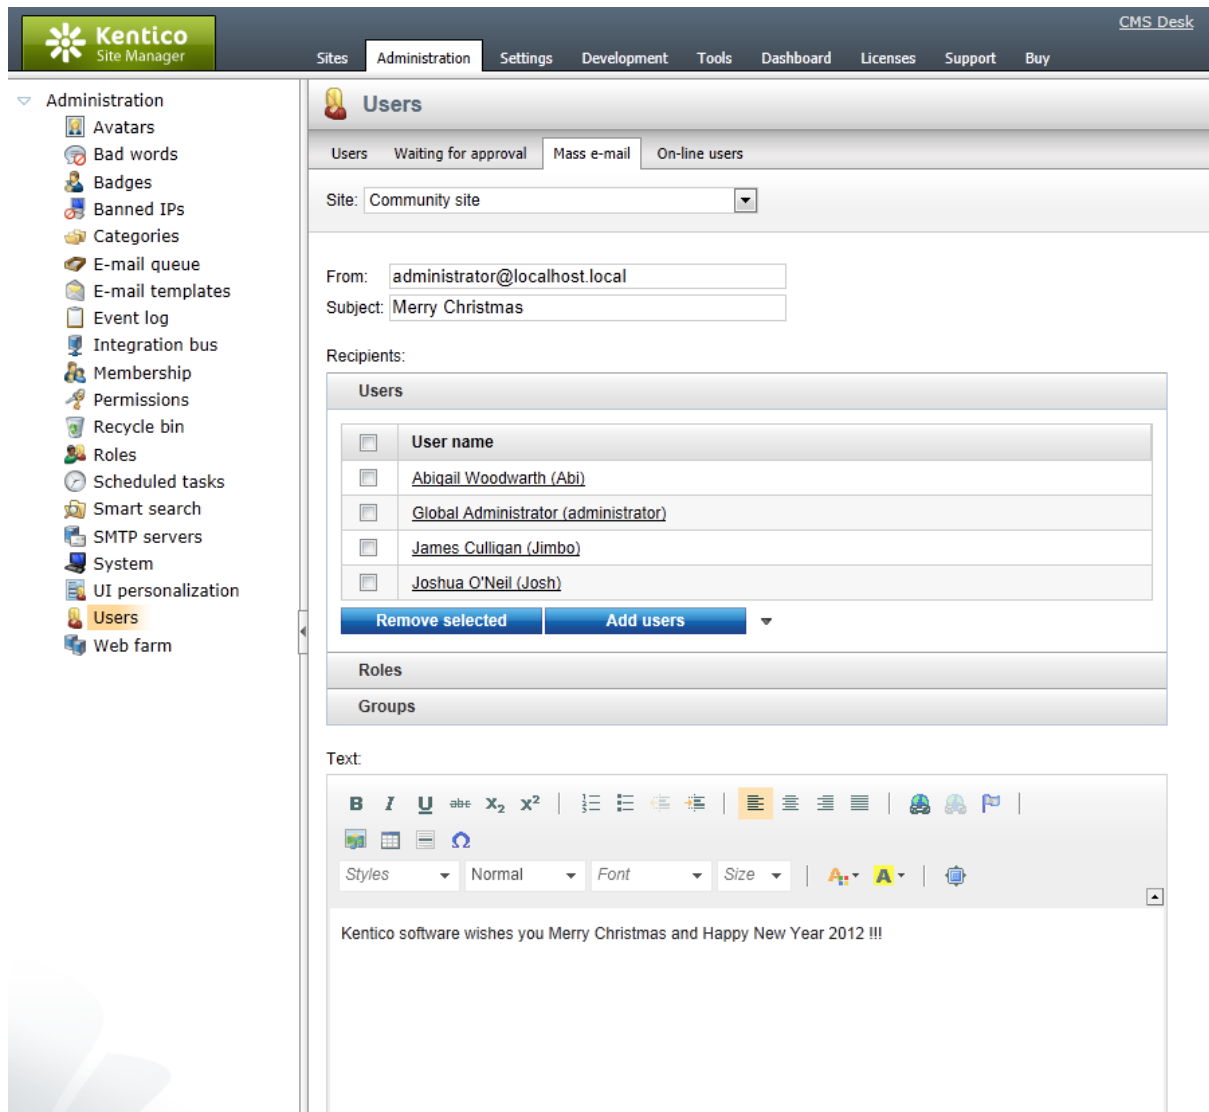 CMS Desk
Kentico
Site Manager
Sites Administration Settings Development Tools Dashboard Licenses Support Buy
Administration
Avatars
Bad words
Badges
Banned IPs
Categories
E-mail queue
E-mail templates
Event log
Integration bus
Membership
Permissions
Recycle bin
Roles
Scheduled tasks
Smart search
SMTP servers
System
UI personalization
Users
Web farm
Users
Users Waiting for approval Mass e-mail On-line users
Site: Community site
From: administrator@localhost.local
Subject: Merry Christmas
Recipients:
Users
User name
Abigail Woodwarth (Abi)
Global Administrator (administrator)
James Culligan (Jimbo)
Joshua O'Neil (Josh)
Remove selected Add users
Roles
Groups
Text:
B I U abc X2 X2
Styles Normal Font Size A A
Kentico software wishes you Merry Christmas and Happy New Year 2012 !!!